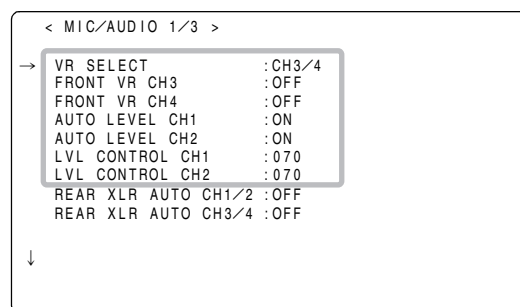 < MIC/AUDIO 1/3 >
→ VR SELECT :CH3/4
FRONT VR CH3 :OFF
FRONT VR CH4 :OFF
AUTO LEVEL CH1 :ON
AUTO LEVEL CH2 :ON
LVL CONTROL CH1 :070
LVL CONTROL CH2 :070
REAR XLR AUTO CH1/2 :OFF
REAR XLR AUTO CH3/4 :OFF
↓